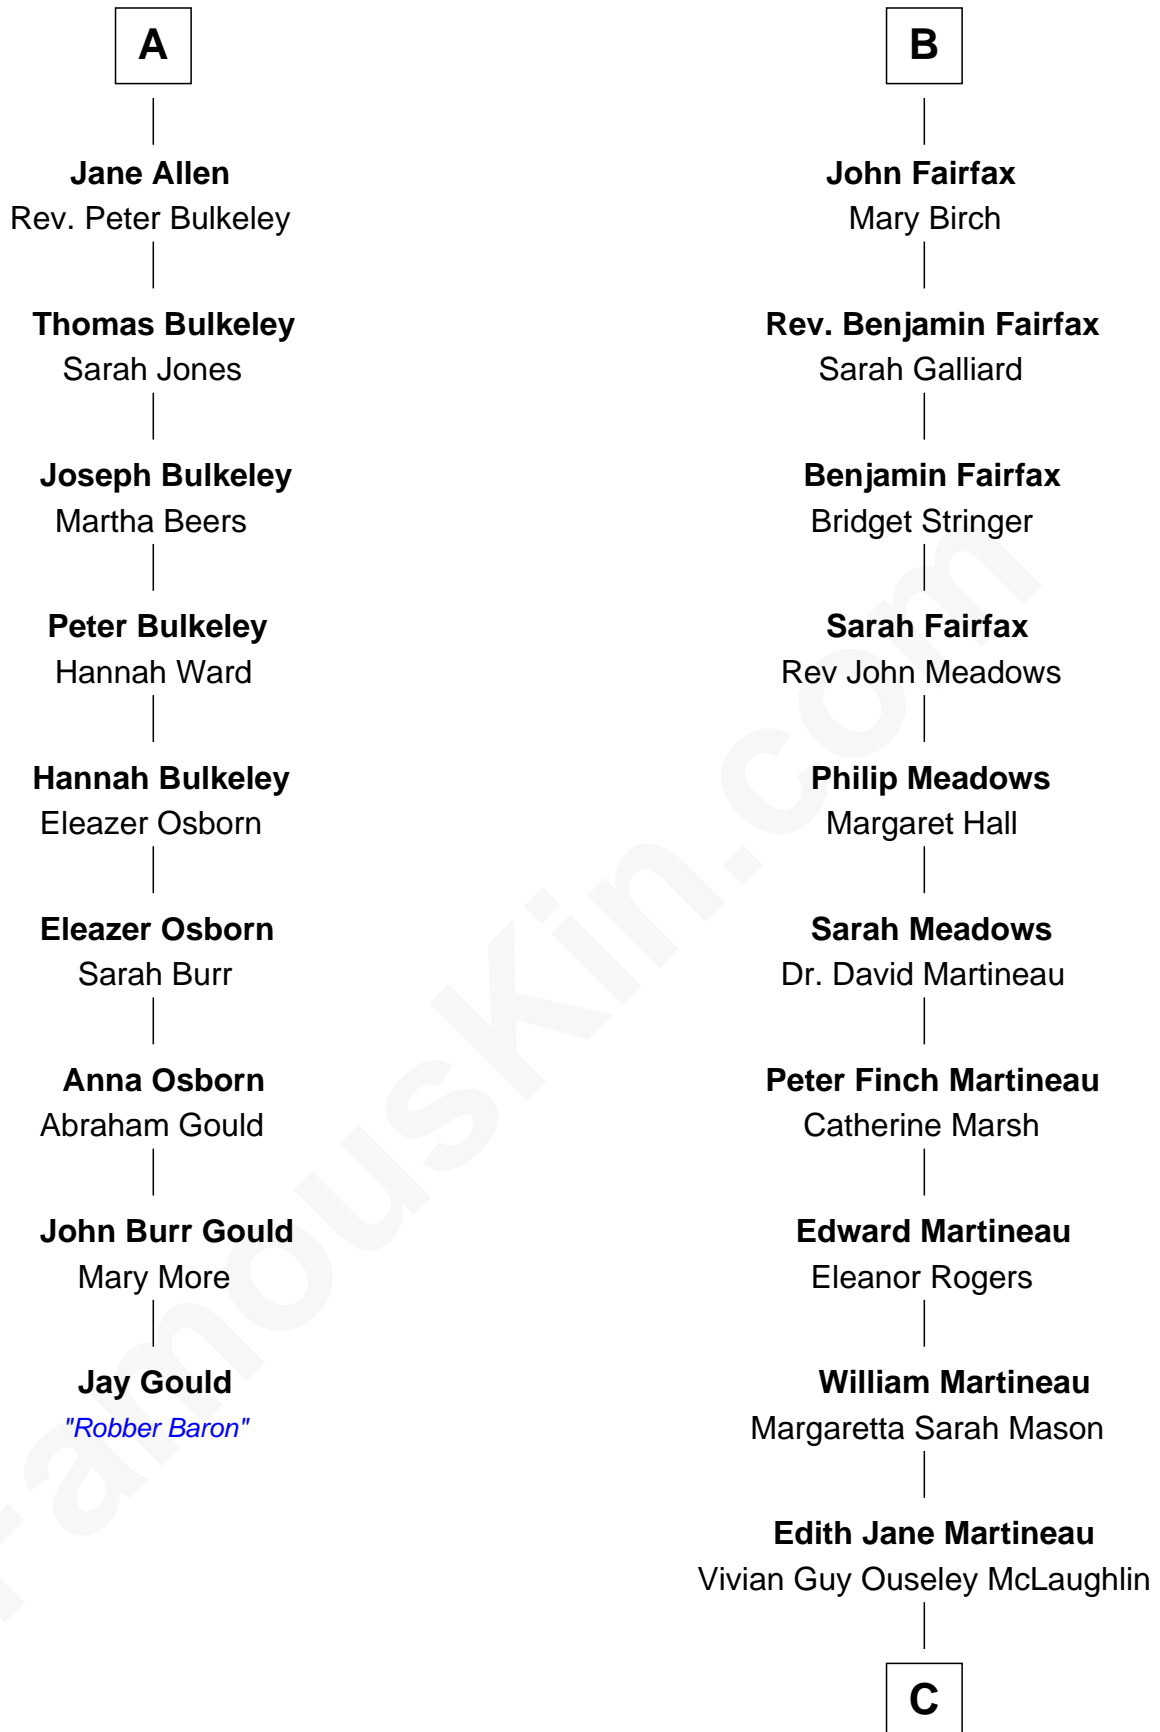 A
Jane Allen
Rev. Peter Bulkeley
Thomas Bulkeley
Sarah Jones
Joseph Bulkeley
Martha Beers
Peter Bulkeley
Hannah Ward
Hannah Bulkeley
Eleazer Osborn
Eleazer Osborn
Sarah Burr
Anna Osborn
Abraham Gould
John Burr Gould
Mary More
Jay Gould
"Robber Baron"
B
John Fairfax
Mary Birch
Rev. Benjamin Fairfax
Sarah Galliard
Benjamin Fairfax
Bridget Stringer
Sarah Fairfax
Rev John Meadows
Philip Meadows
Margaret Hall
Sarah Meadows
Dr. David Martineau
Peter Finch Martineau
Catherine Marsh
Edward Martineau
Eleanor Rogers
William Martineau
Margaretta Sarah Mason
Edith Jane Martineau
Vivian Guy Ouseley McLaughlin
C
FamousKin.com